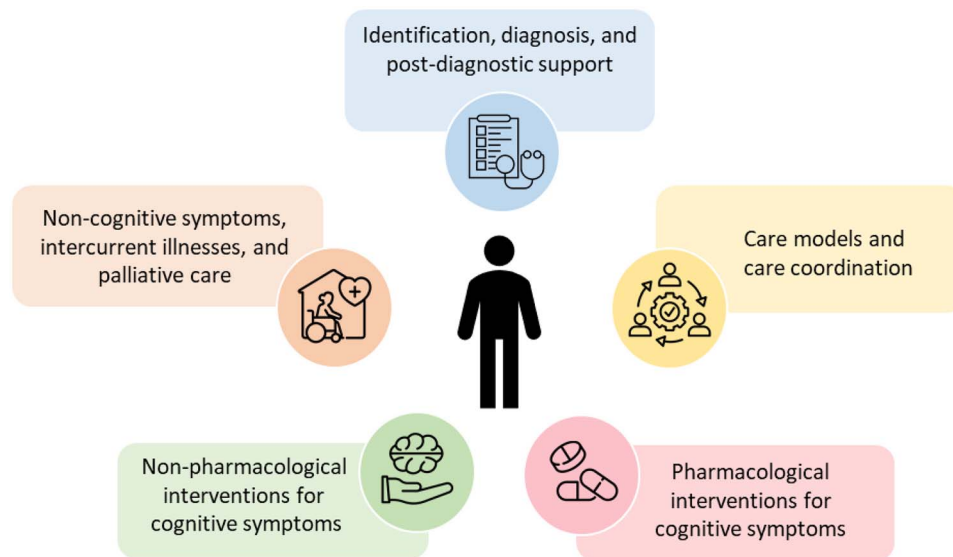 Identification, diagnosis, and
post-diagnostic support
Non-cognitive symptoms,
intercurrent illnesses, and
palliative care
Care models and
care coordination
Non-pharmacological
interventions for
cognitive symptoms
Pharmacological
interventions for
cognitive symptoms